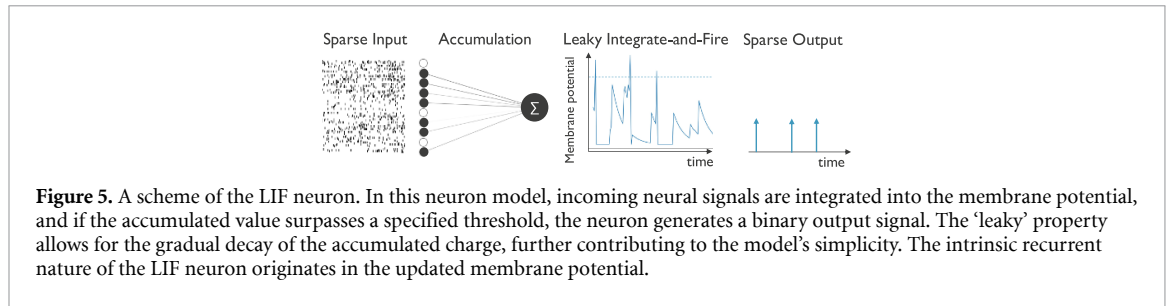 Sparse Input Accumulation Leaky Integrate-and-Fire Sparse Output
Membrane potential
Σ
time time
Figure 5. A scheme of the LIF neuron. In this neuron model, incoming neural signals are integrated into the membrane potential,
and if the accumulated value surpasses a specified threshold, the neuron generates a binary output signal. The ‘leaky’ property
allows for the gradual decay of the accumulated charge, further contributing to the model’s simplicity. The intrinsic recurrent
nature of the LIF neuron originates in the updated membrane potential.